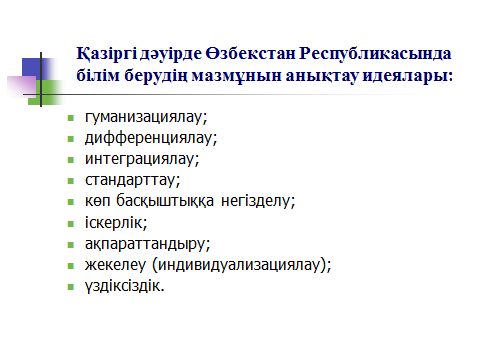 Қазіргі дәуірде Өзбекстан Республикасында
білім берудің мазмұнын анықтау идеялары:
гуманизациялау;
дифференциялау;
интеграциялау;
стандарттау;
көп басқыштыққа негізделу;
іскерлік;
ақпараттандыру;
жекелеу (индивидуализациялау);
үздіксіздік.